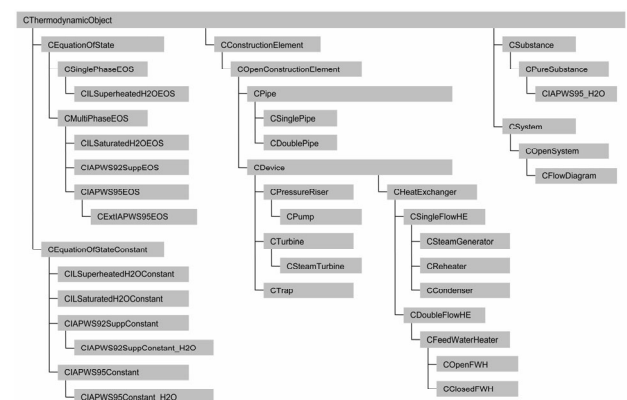 CThermodynamicObject
CEquationOfState
CSinglePhaseEOS
CILSuperheatedH2OEOS
CMultiPhaseEOS
CILSaturatedH2OEOS
CIAPWS92SuppEOS
CIAPWS95EOS
CExtIAPWS95EOS
CEquationOfStateConstant
CILSuperheatedH2OConstant
CILSaturatedH2OConstant
CIAPWS92SuppConstant
CIAPWS92SuppConstant_H2O
CIAPWS95Constant
CIAPWS95Constant_H2O
CConstructionElement
COpenConstructionElement
CPipe
CSinglePipe
CDoublePipe
CDevice
CPressureRiser
CPump
CTurbine
CSteamTurbine
CTrap
CHeatExchanger
CSingleFlowHE
CSteamGenerator
CReheater
CCondenser
CDoubleFlowHE
CFeedWaterHeater
COpenFWH
CClosedFWH
CSubstance
CPureSubstance
CIAPWS95_H2O
CSystem
COpenSystem
CFlowDiagram